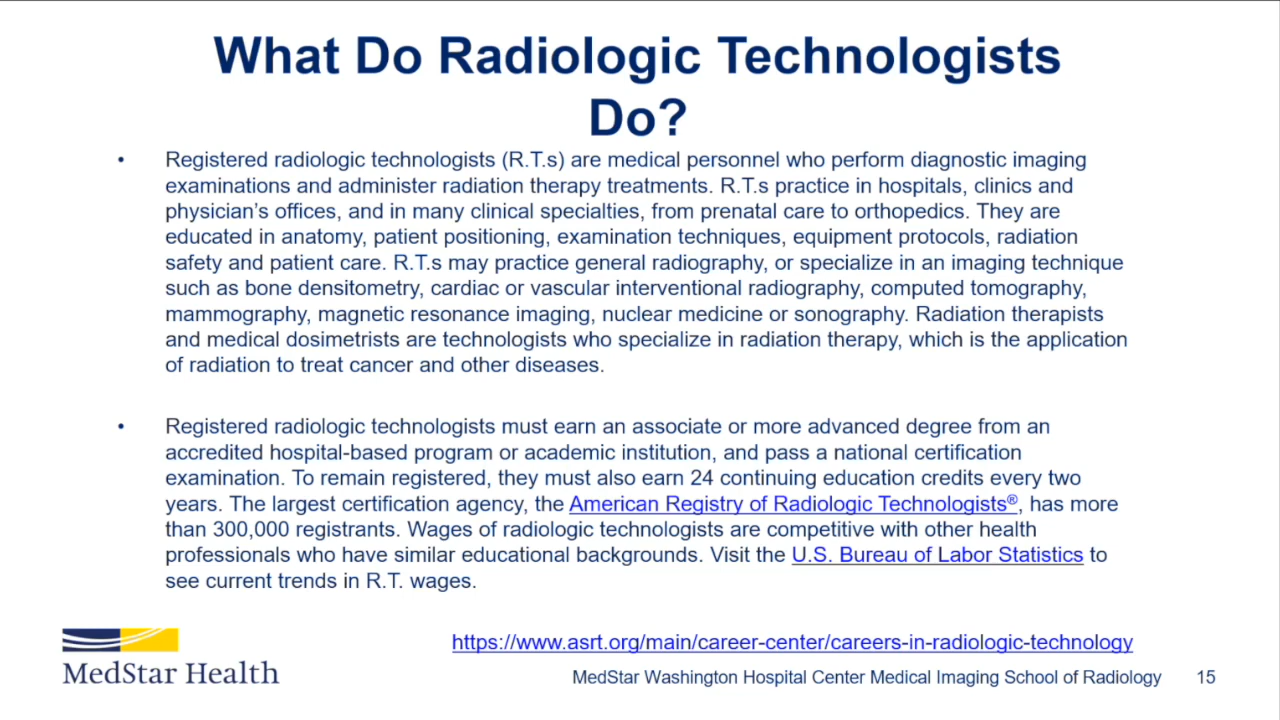 What Do Radiologic Technologists
Do?
• Registered radiologic technologists (R.T.s) are medical personnel who perform diagnostic imaging
examinations and administer radiation therapy treatments. R.T.s practice in hospitals, clinics and
physician’s offices, and in many clinical specialties, from prenatal care to orthopedics. They are
educated in anatomy, patient positioning, examination techniques, equipment protocols, radiation
safety and patient care. R.T.s may practice general radiography, or specialize in an imaging technique
such as bone densitometry, cardiac or vascular interventional radiography, computed tomography,
mammography, magnetic resonance imaging, nuclear medicine or sonography. Radiation therapists
and medical dosimetrists are technologists who specialize in radiation therapy, which is the application
of radiation to treat cancer and other diseases.
• Registered radiologic technologists must earn an associate or more advanced degree from an
accredited hospital-based program or academic institution, and pass a national certification
examination. To remain registered, they must also earn 24 continuing education credits every two
years. The largest certification agency, the American Registry of Radiologic Technologists®, has more
than 300,000 registrants. Wages of radiologic technologists are competitive with other health
professionals who have similar educational backgrounds. Visit the U.S. Bureau of Labor Statistics to
see current trends in R.T. wages.
https://www.asrt.org/main/career-center/careers-in-radiologic-technology
MedStar Health
MedStar Washington Hospital Center Medical Imaging School of Radiology 15